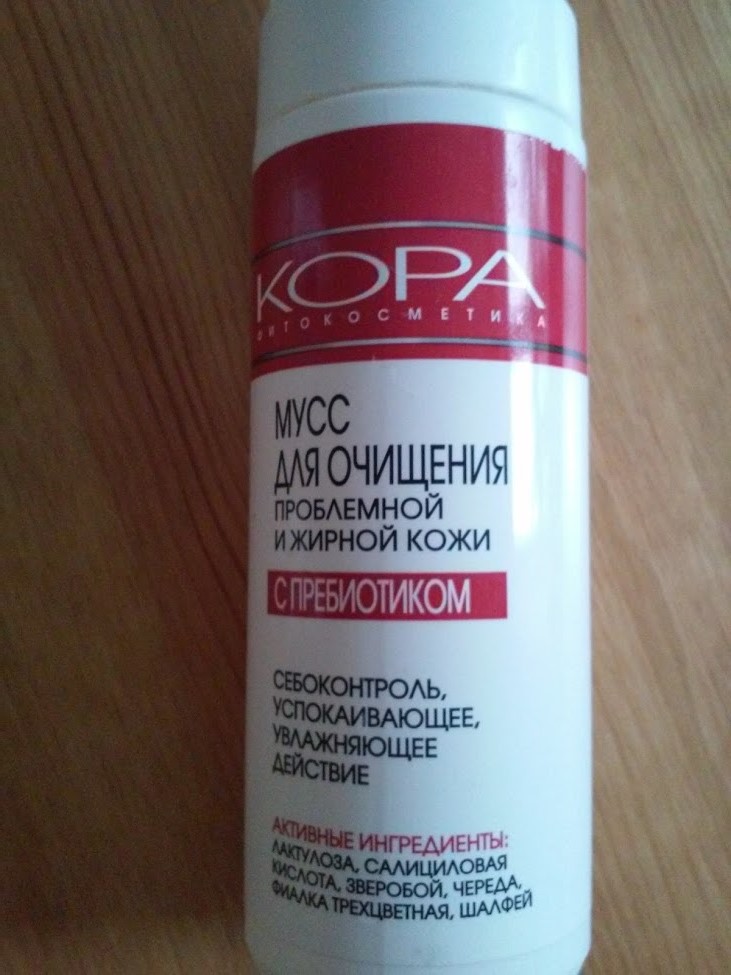 КОРА
ФИТОКОСМЕТИКА
МУСС
ДЛЯ ОЧИЩЕНИЯ
ПРОБЛЕМНОЙ
И ЖИРНОЙ КОЖИ
С ПРЕБИОТИКОМ
СЕБОКОНТРОЛЬ,
УСПОКАИВАЮЩЕЕ,
УВЛАЖНЯЮЩЕЕ
ДЕЙСТВИЕ
АКТИВНЫЕ ИНГРЕДИЕНТЫ:
ЛАКТУЛОЗА, САЛИЦИЛОВАЯ
КИСЛОТА, ЗВЕРОБОЙ, ЧЕРЕДА,
ФИАЛКА ТРЕХЦВЕТНАЯ, ШАЛФЕЙ